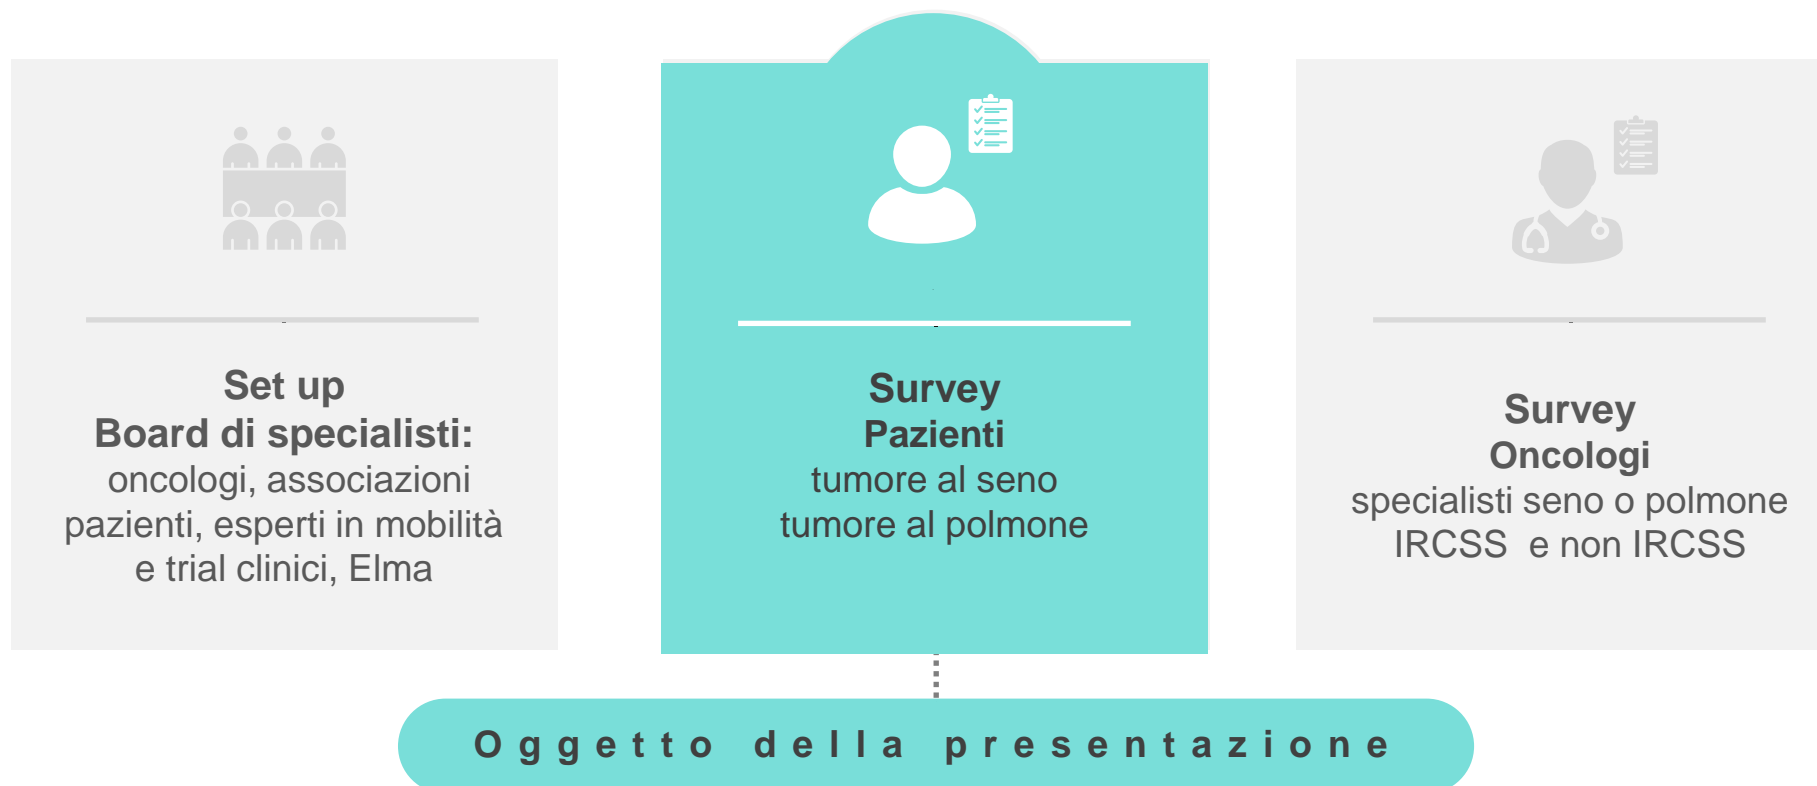 Set up
Board di specialisti:
oncologi, associazioni
pazienti, esperti in mobilità
e trial clinici, Elma
Survey
Pazienti
tumore al seno
tumore al polmone
Survey
Oncologi
specialisti seno o polmone
IRCSS e non IRCSS
Oggetto della presentazione